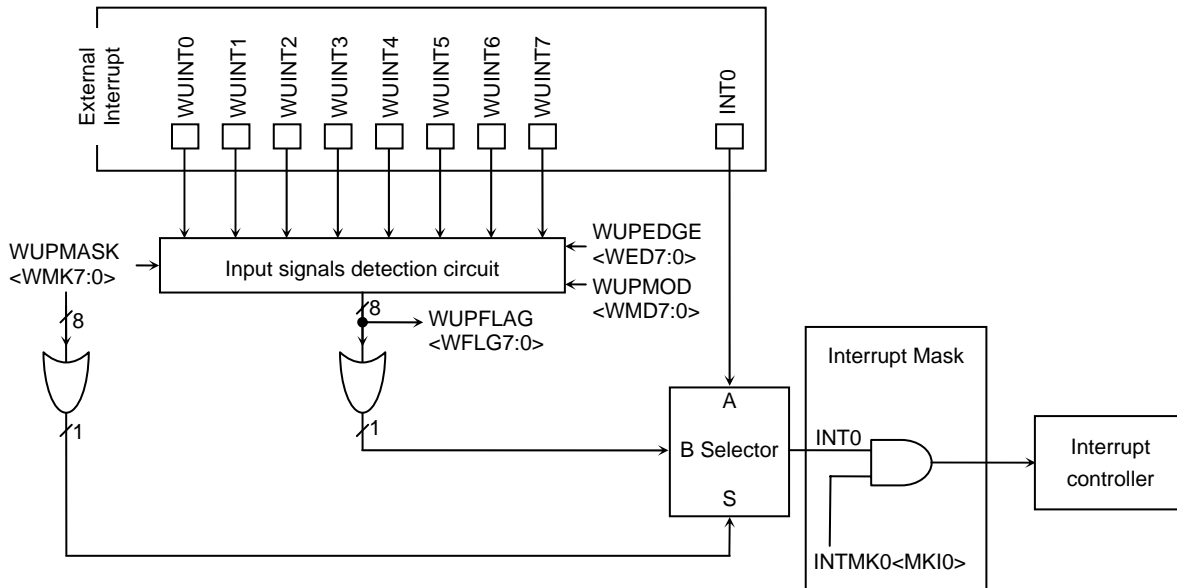 External
Interrupt
WUINT0
WUINT1
WUINT2
WUINT3
WUINT4
WUINT5
WUINT6
WUINT7
INT0
WUPMASK
<WMK7:0>
Input signals detection circuit
WUPEDGE
<WED7:0>
WUPMOD
<WMD7:0>
8
8
WUPFLAG
<WFLG7:0>
1
1
A
B Selector
S
Interrupt Mask
INT0
INTMK0<MKI0>
Interrupt
controller